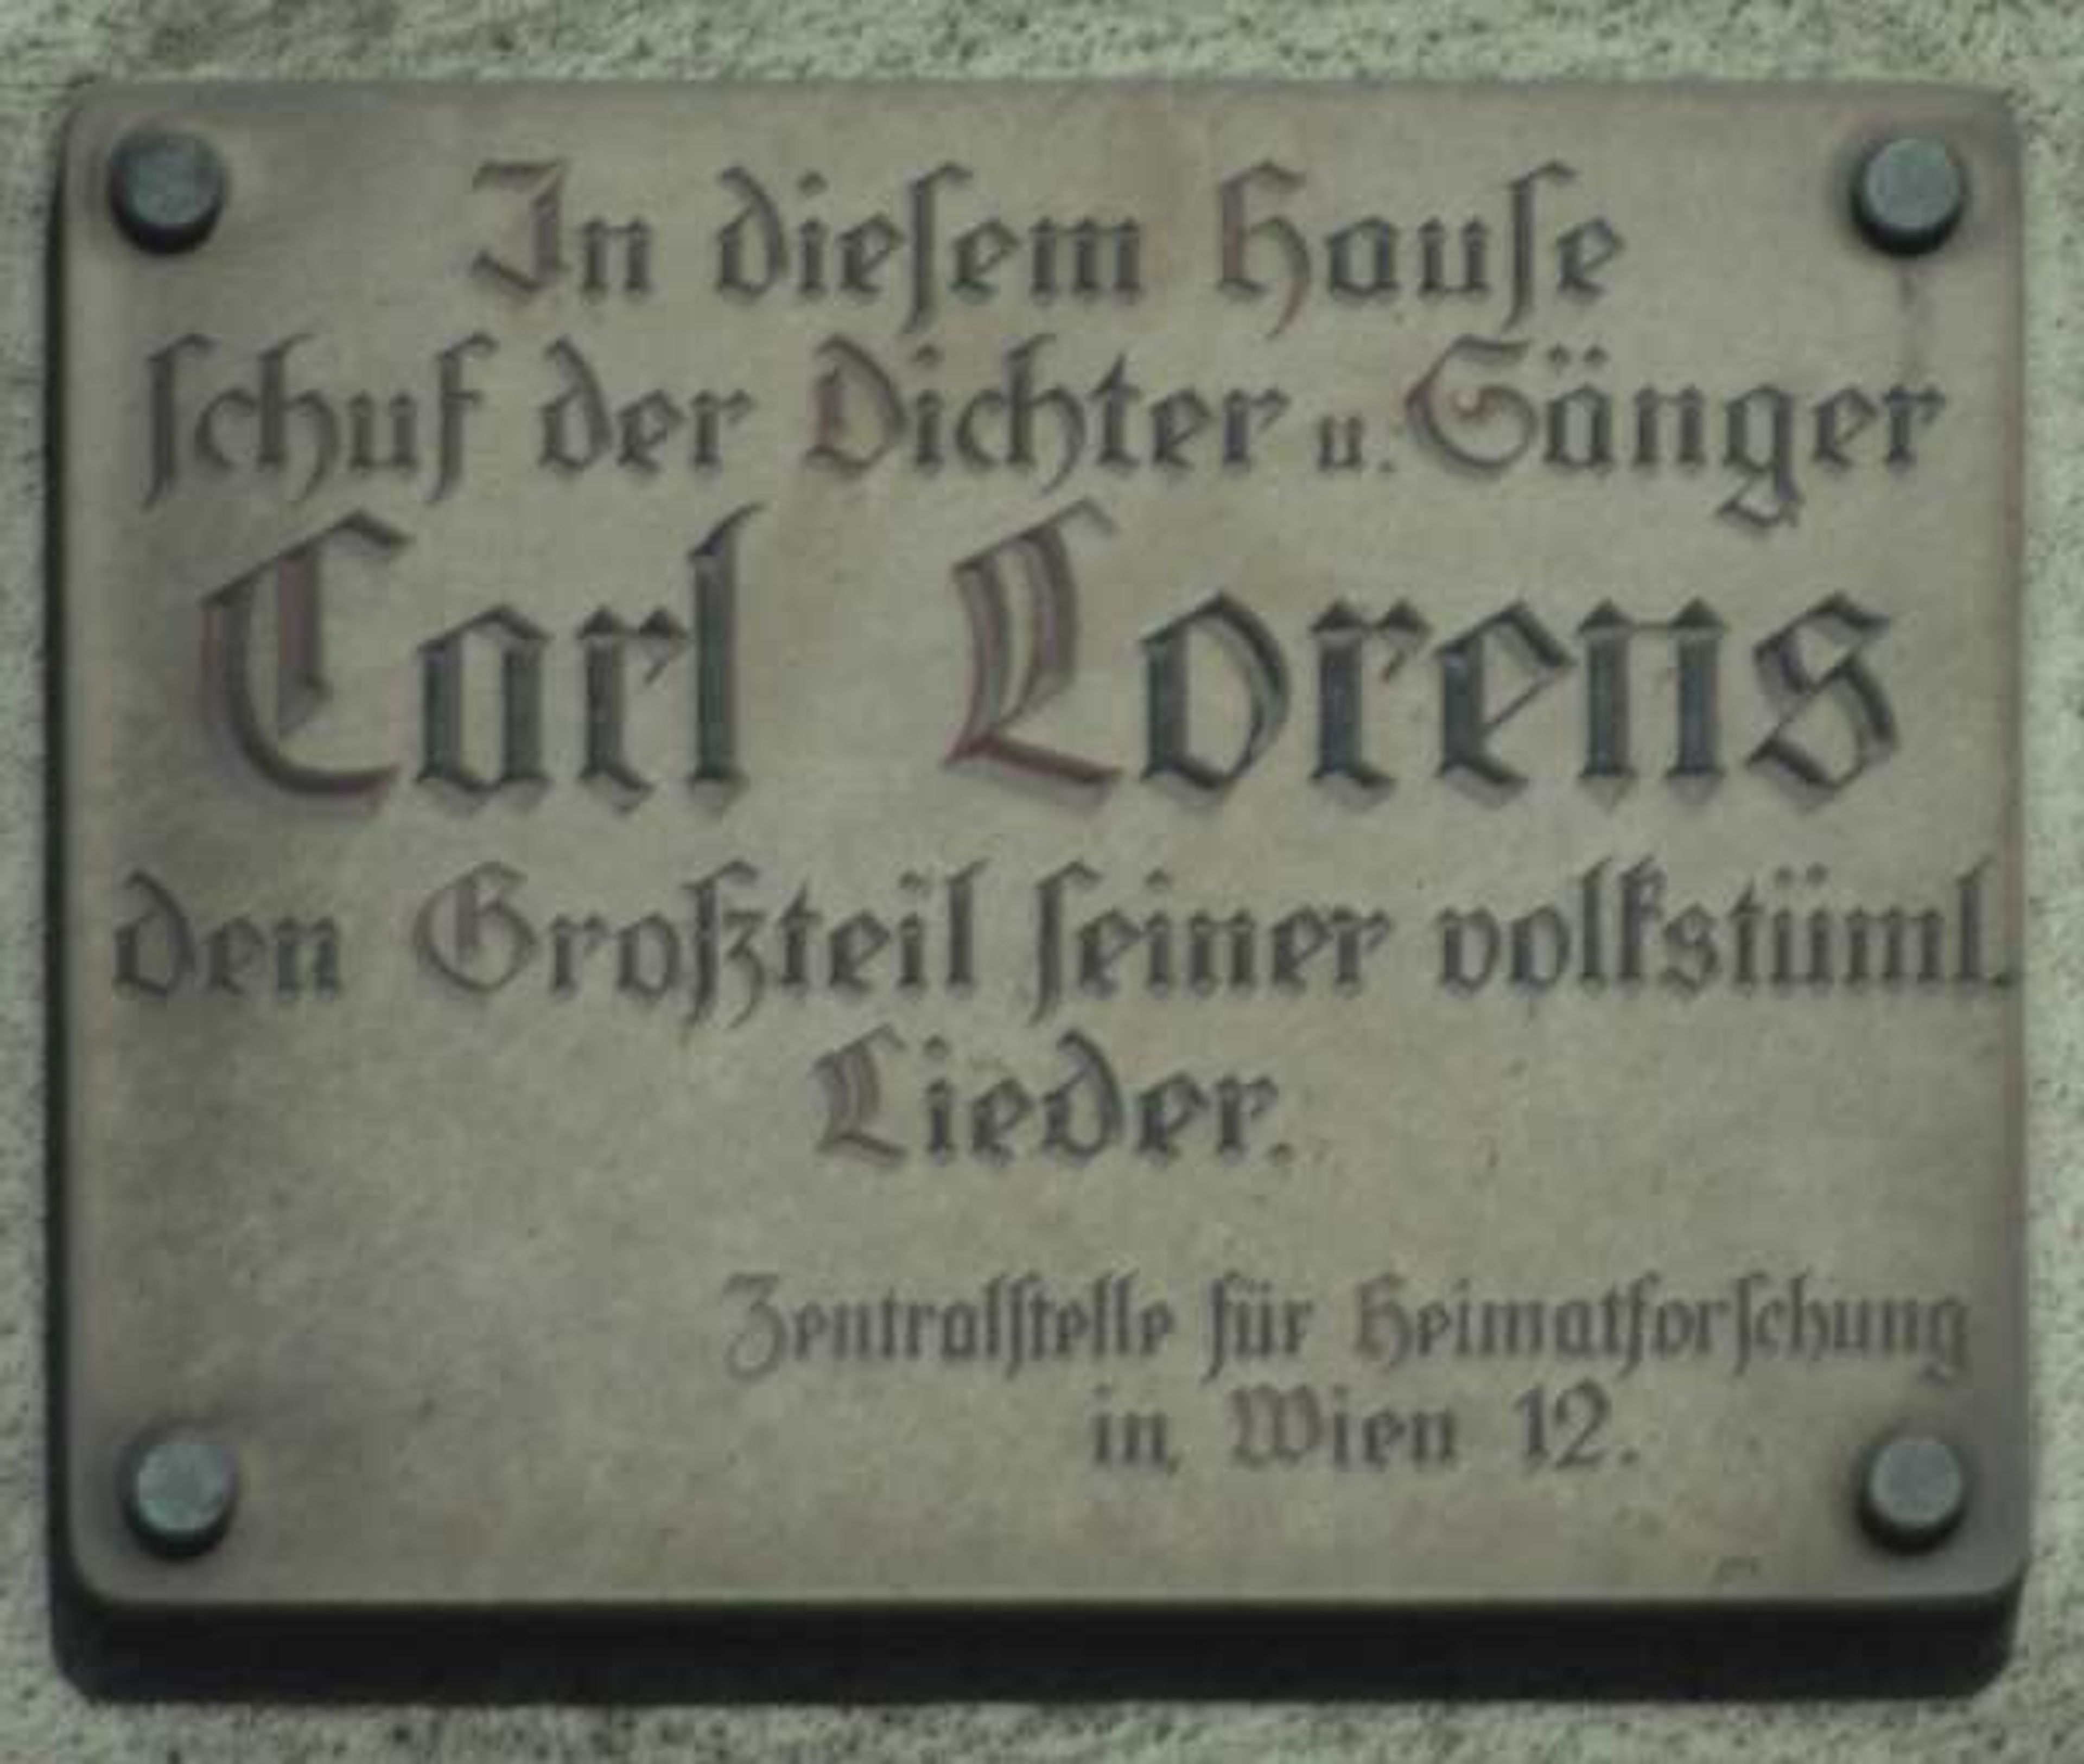 In diesem Hause
schuf der Dichter u. Sänger
Carl Lorens
den Großteil seiner volkstüml.
Lieder.
Zentralstelle für Heimatforschung
in Wien 12.